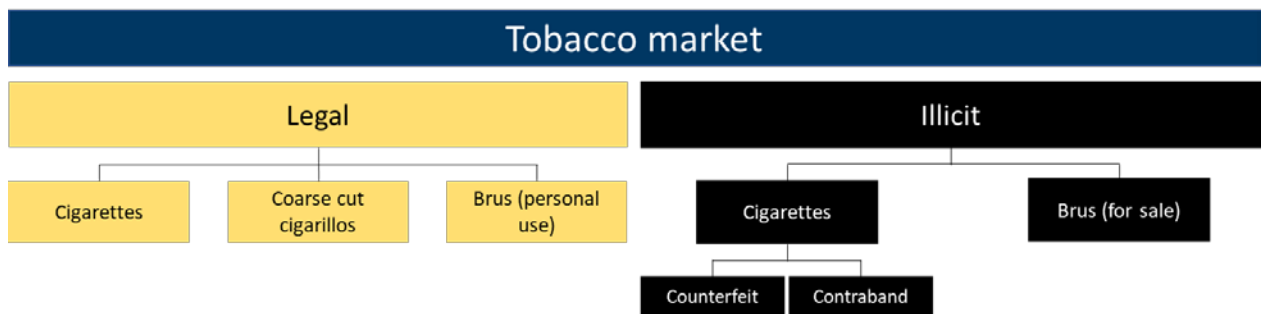 Tobacco market
Legal
Illicit
Cigarettes
Coarse cut
cigarillos
Brus (personal
use)
Cigarettes
Brus (for sale)
Counterfeit
Contraband